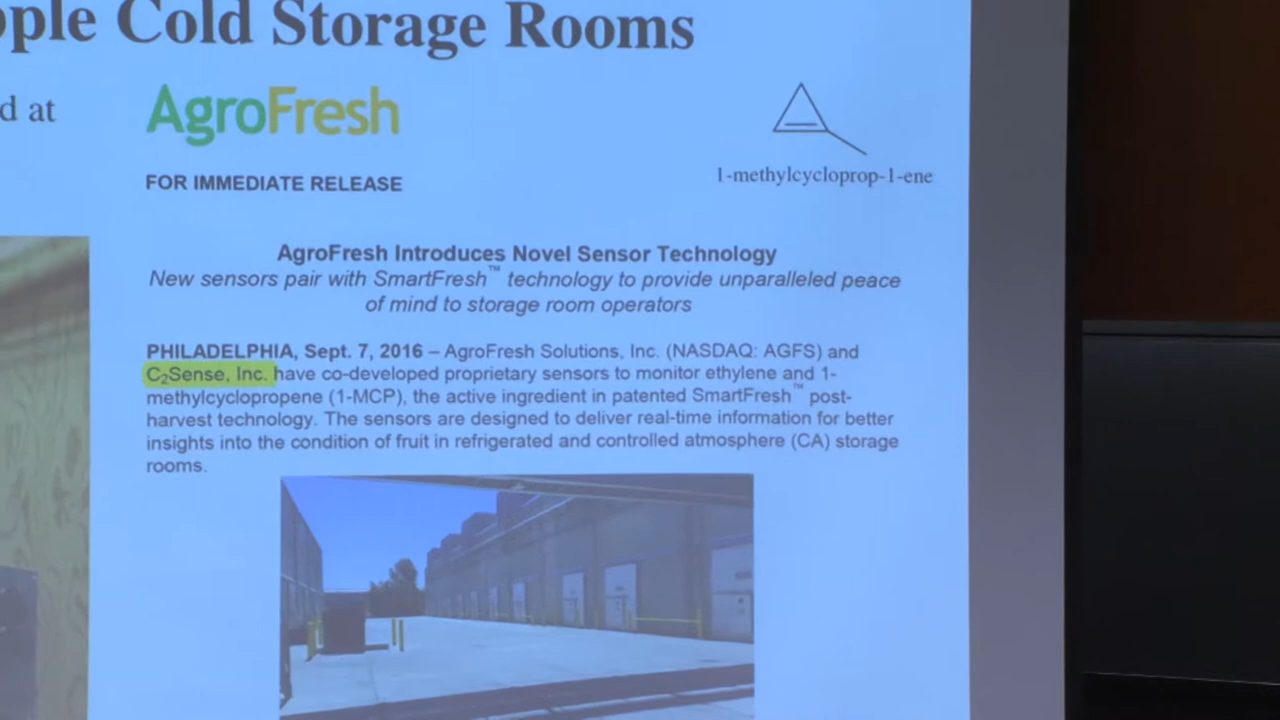 Cold Storage Rooms
d at
AgroFresh
1-methylcycloprop-1-ene
FOR IMMEDIATE RELEASE
AgroFresh Introduces Novel Sensor Technology
New sensors pair with SmartFresh™ technology to provide unparalleled peace
of mind to storage room operators
PHILADELPHIA, Sept. 7, 2016 – AgroFresh Solutions, Inc. (NASDAQ: AGFS) and
C₂Sense, Inc. have co-developed proprietary sensors to monitor ethylene and 1-
methylcyclopropene (1-MCP), the active ingredient in patented SmartFresh™ post-
harvest technology. The sensors are designed to deliver real-time information for better
insights into the condition of fruit in refrigerated and controlled atmosphere (CA) storage
rooms.